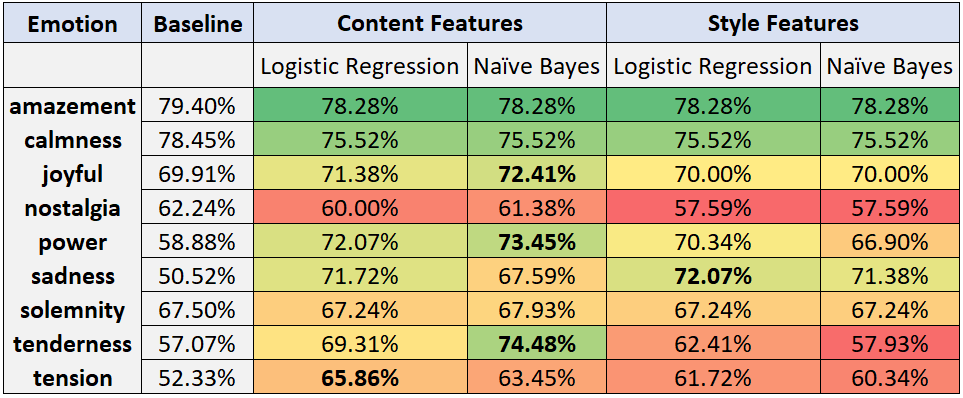 Emotion Baseline Content Features Style Features
Logistic Regression Naïve Bayes Logistic Regression Naïve Bayes
amazement 79.40% 78.28% 78.28% 78.28% 78.28%
calmness 78.45% 75.52% 75.52% 75.52% 75.52%
joyful 69.91% 71.38% 72.41% 70.00% 70.00%
nostalgia 62.24% 60.00% 61.38% 57.59% 57.59%
power 58.88% 72.07% 73.45% 70.34% 66.90%
sadness 50.52% 71.72% 67.59% 72.07% 71.38%
solemnity 67.50% 67.24% 67.93% 67.24% 67.24%
tenderness 57.07% 69.31% 74.48% 62.41% 57.93%
tension 52.33% 65.86% 63.45% 61.72% 60.34%